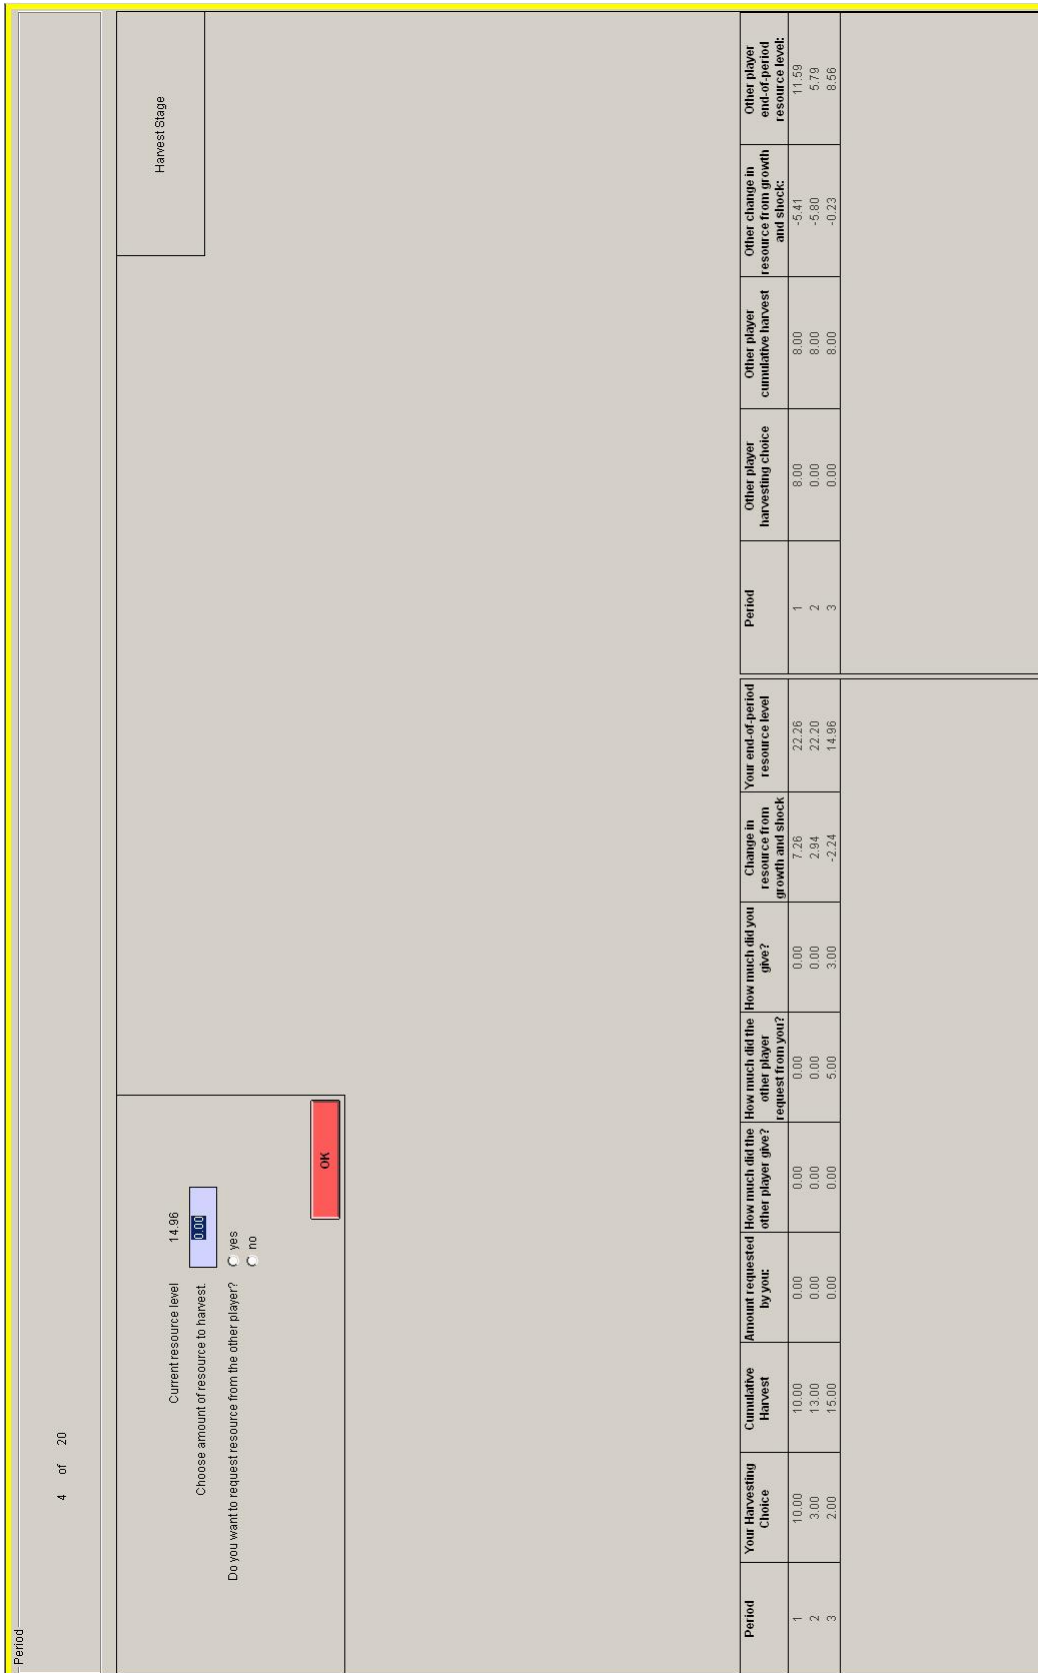 Period
4 of 20
Harvest Stage
Current resource level 14.96
Choose amount of resource to harvest. 0.00
Do you want to request resource from the other player? yes
no
OK
Period | Your Harvesting Choice | Cumulative Harvest | Amount requested by you: | How much did the other player give? | How much did the other player request from you? | How much did you give? | Change in resource from growth and shock | Your end-of-period resource level
1 10.00 10.00 0.00 0.00 0.00 0.00 7.26 22.26
2 3.00 13.00 0.00 0.00 0.00 0.00 2.94 22.20
3 2.00 15.00 0.00 0.00 5.00 3.00 -2.24 14.96
Period | Other player harvesting choice | Other player cumulative harvest | Other change in resource from growth and shock: | Other player end-of-period resource level:
1 8.00 8.00 -5.41 11.59
2 0.00 8.00 -5.80 5.79
3 0.00 8.00 -0.23 8.56